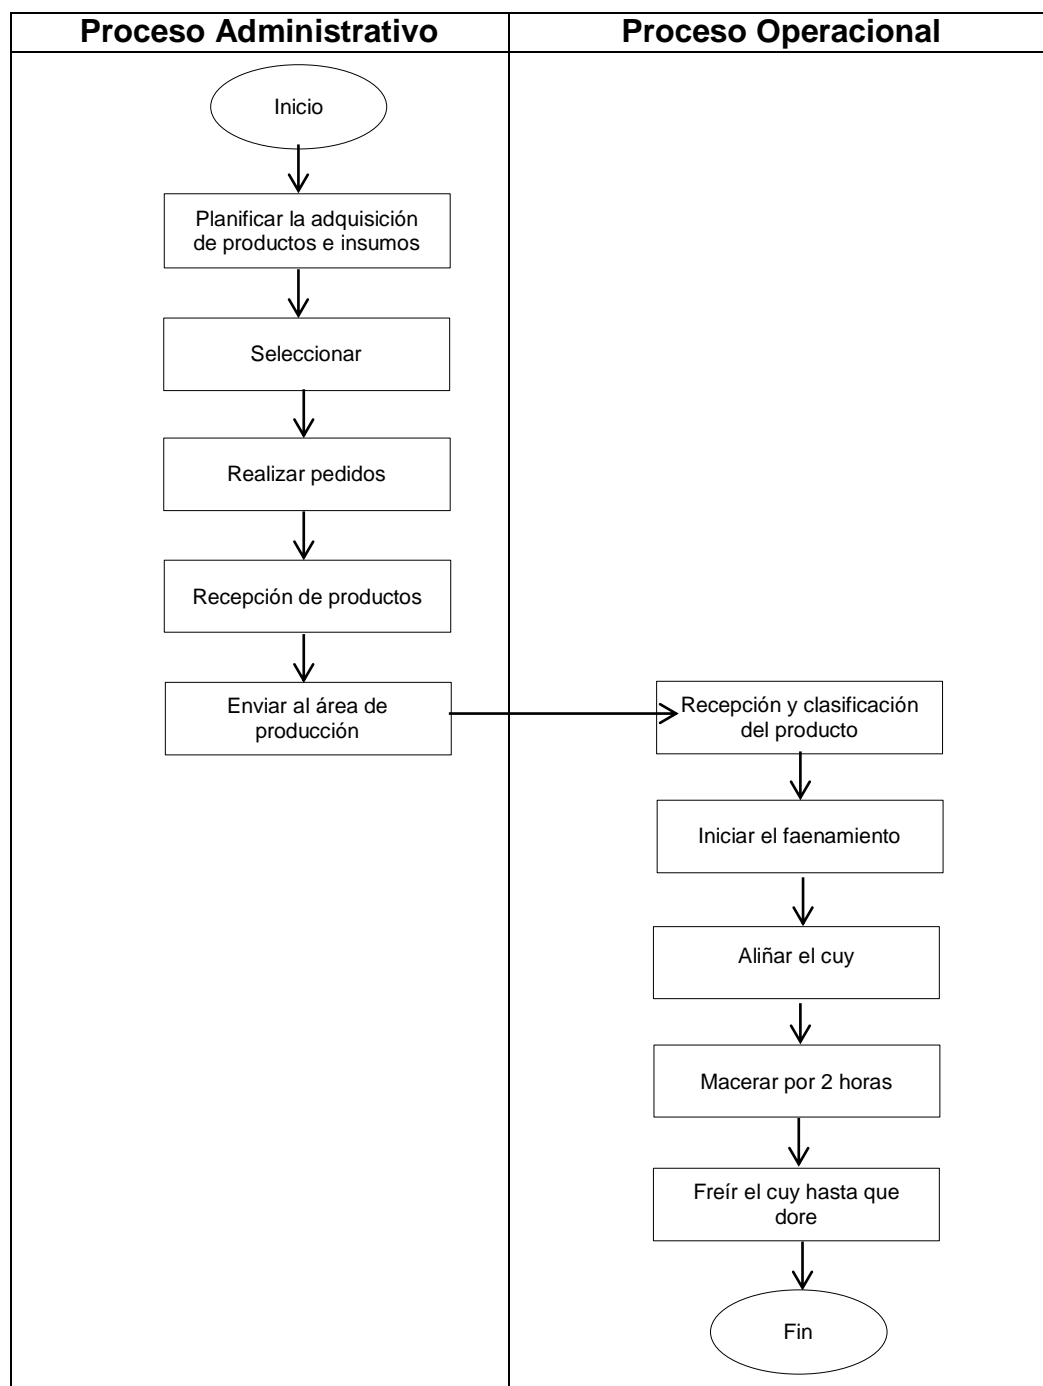 Proceso Administrativo
Proceso Operacional
Inicio
Planificar la adquisición
de productos e insumos
Seleccionar
Realizar pedidos
Recepción de productos
Enviar al área de
producción
Recepción y clasificación
del producto
Iniciar el faenamiento
Aliñar el cuy
Macerar por 2 horas
Freír el cuy hasta que
dore
Fin